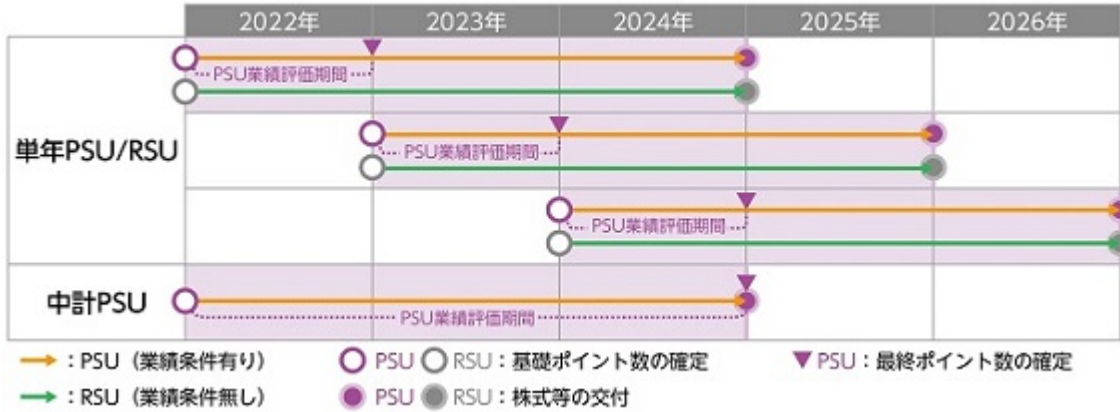 2022年 2023年 2024年 2025年 2026年
PSU業績評価期間
単年PSU/RSU
PSU業績評価期間
PSU業績評価期間
中計PSU
PSU業績評価期間
：PSU（業績条件有り） PSU RSU：基礎ポイント数の確定 PSU：最終ポイント数の確定
：RSU（業績条件無し） PSU RSU：株式等の交付